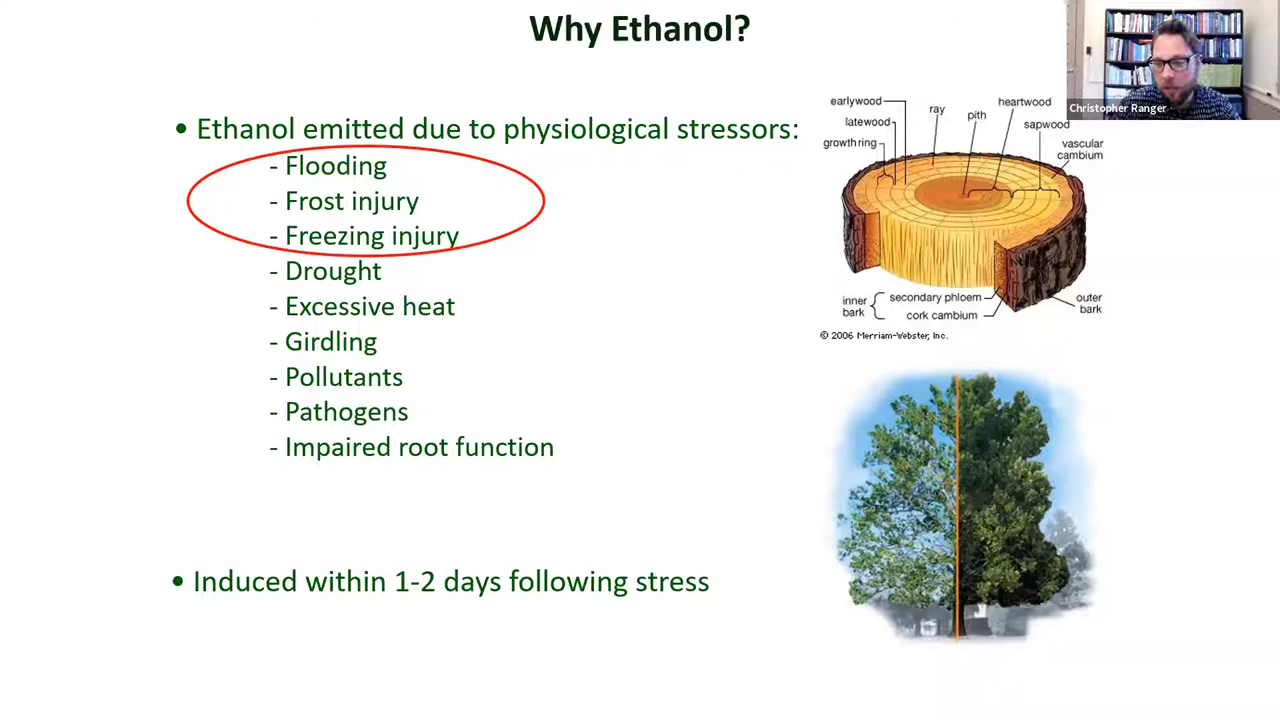 Why Ethanol?
• Ethanol emitted due to physiological stressors:
- Flooding
- Frost injury
- Freezing injury
- Drought
- Excessive heat
- Girdling
- Pollutants
- Pathogens
- Impaired root function
• Induced within 1-2 days following stress
Christopher Ranger
earlywood
latewood
growth ring
ray
pith
heartwood
sapwood
vascular
cambium
inner
bark
secondary phloem
cork cambium
outer
bark
© 2006 Merriam-Webster, Inc.